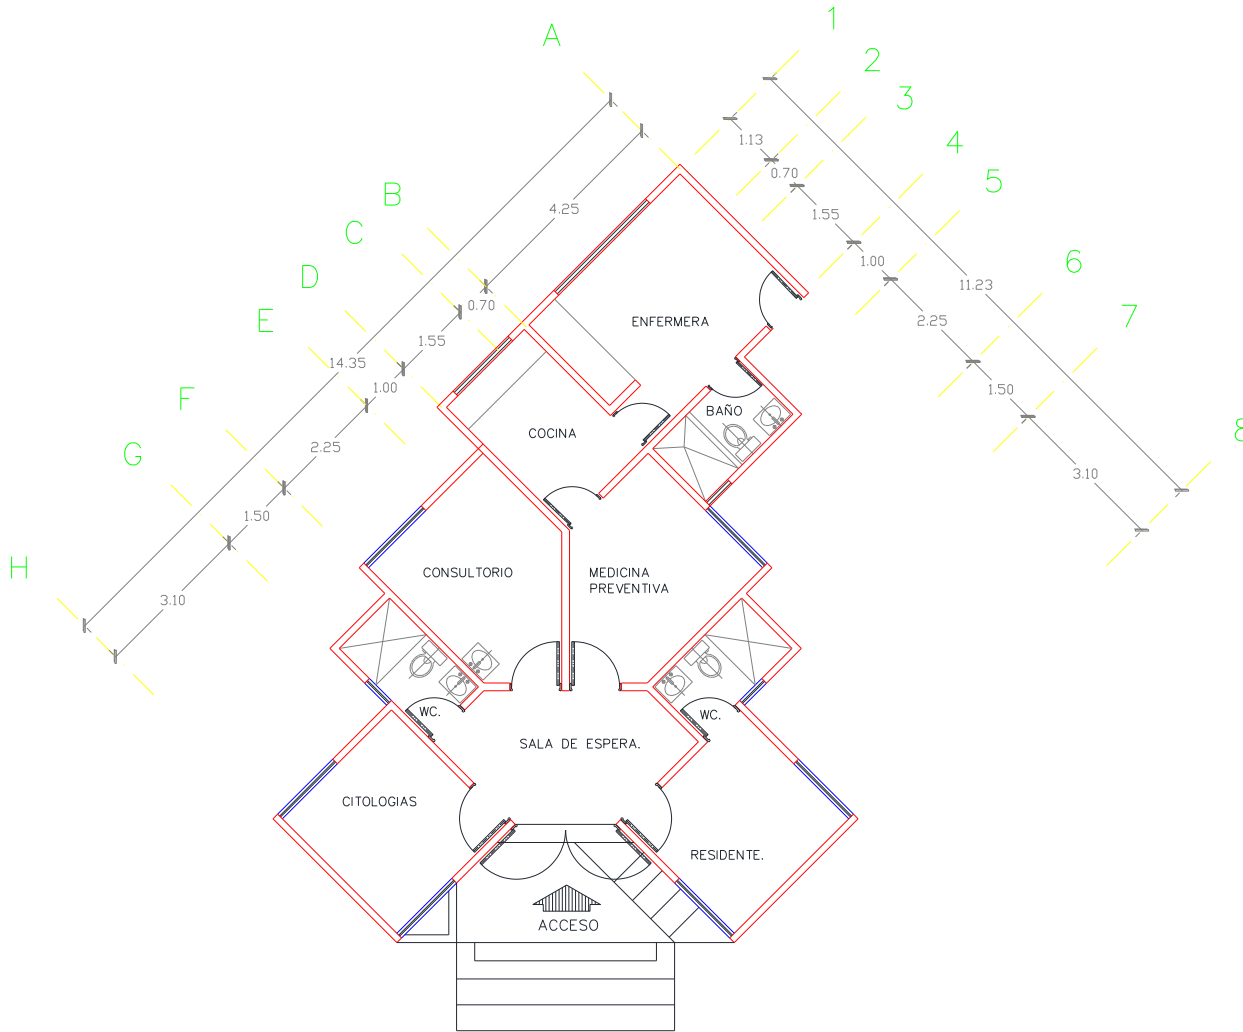 1
A
2
3
1.13
4
0.70
5
B
4.25
1.55
C
6
1.00
D
11.23
0.70
E
7
2.25
ENFERMERA
1.55
14.35
1.00
1.50
F
BAÑO
8
COCINA
2.25
G
3.10
1.50
H
CONSULTORIO
MEDICINA
PREVENTIVA
3.10
WC.
WC.
SALA DE ESPERA.
CITOLOGIAS
RESIDENTE.
ACCESO